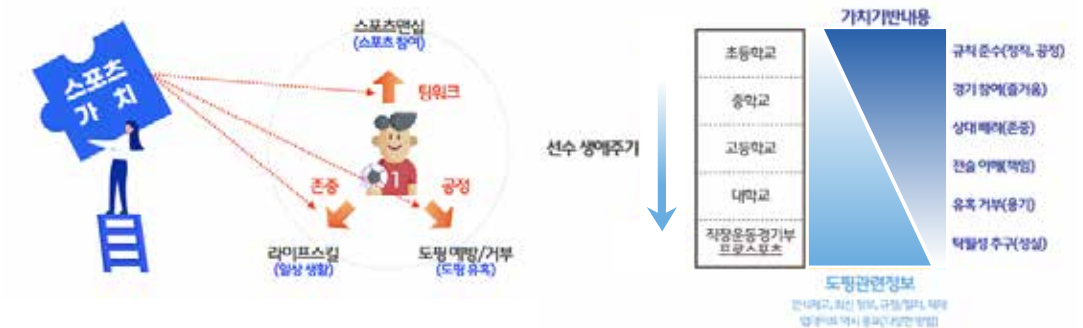 스포츠
가 치
스포츠맨십
(스포츠 참여)
팀워크
1
존중
공정
라이프스킬
(일상 생활)
도핑 예방/거부
(도핑 유혹)
선수 생애주기
초등학교
중학교
고등학교
대학교
직장운동경기부
프로스포츠
가치기반내용
규칙 준수(정직, 공정)
경기 참여(즐거움)
상대 배려(존중)
전술 이해(책임)
유혹 거부(용기)
탁월성 추구(성실)
도핑관련정보